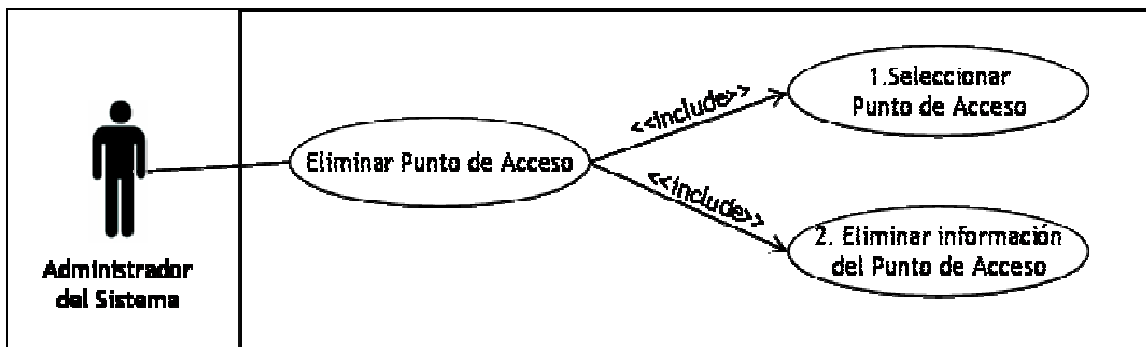 1.Seleccionar
Punto de Acceso
<<include>>
Eliminar Punto de Acceso
<<include>>
2. Eliminar información
del Punto de Acceso
Administrador
del Sistema